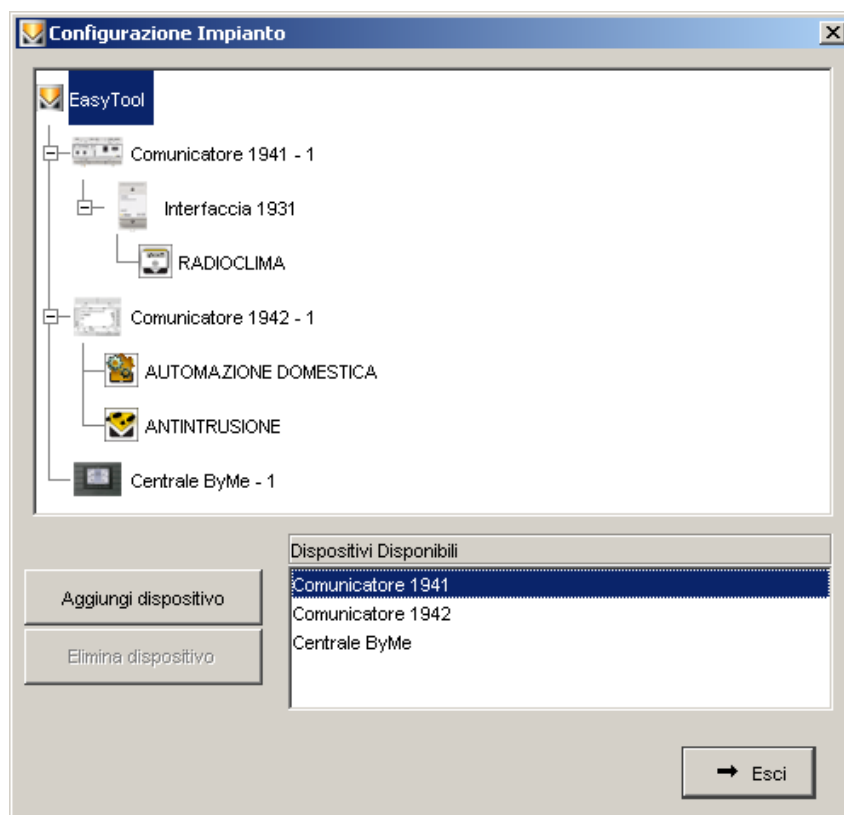 Configurazione Impianto
EasyTool
Comunicatore 1941 - 1
Interfaccia 1931
RADIOCLIMA
Comunicatore 1942 - 1
AUTOMAZIONE DOMESTICA
ANTINTRUSIONE
Centrale ByMe - 1
Dispositivi Disponibili
Aggiungi dispositivo
Comunicatore 1941
Comunicatore 1942
Elimina dispositivo
Centrale ByMe
Esci